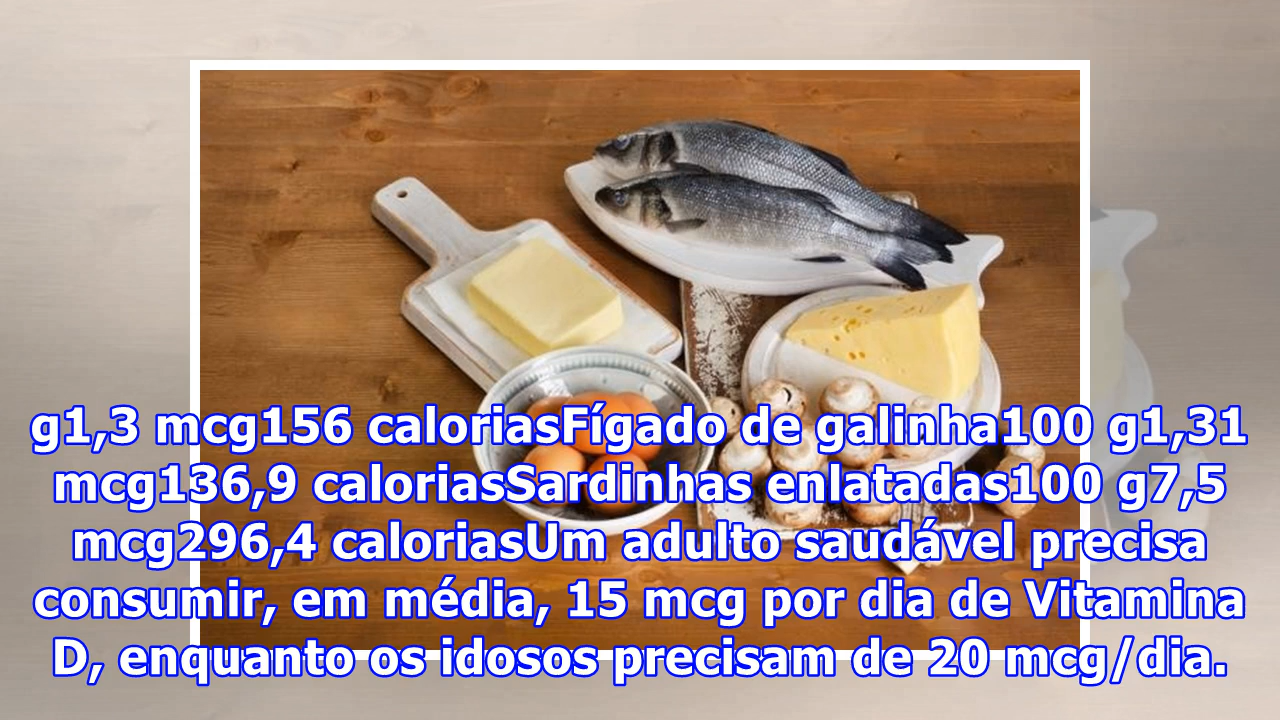 g1,3 mcg156 caloriasFígado de galinha100 g1,31
mcg136,9 caloriasSardinhas enlatadas100 g7,5
mcg296,4 caloriasUm adulto saudável precisa
consumir, em média, 15 mcg por dia de Vitamina
D, enquanto os idosos precisam de 20 mcg/dia.